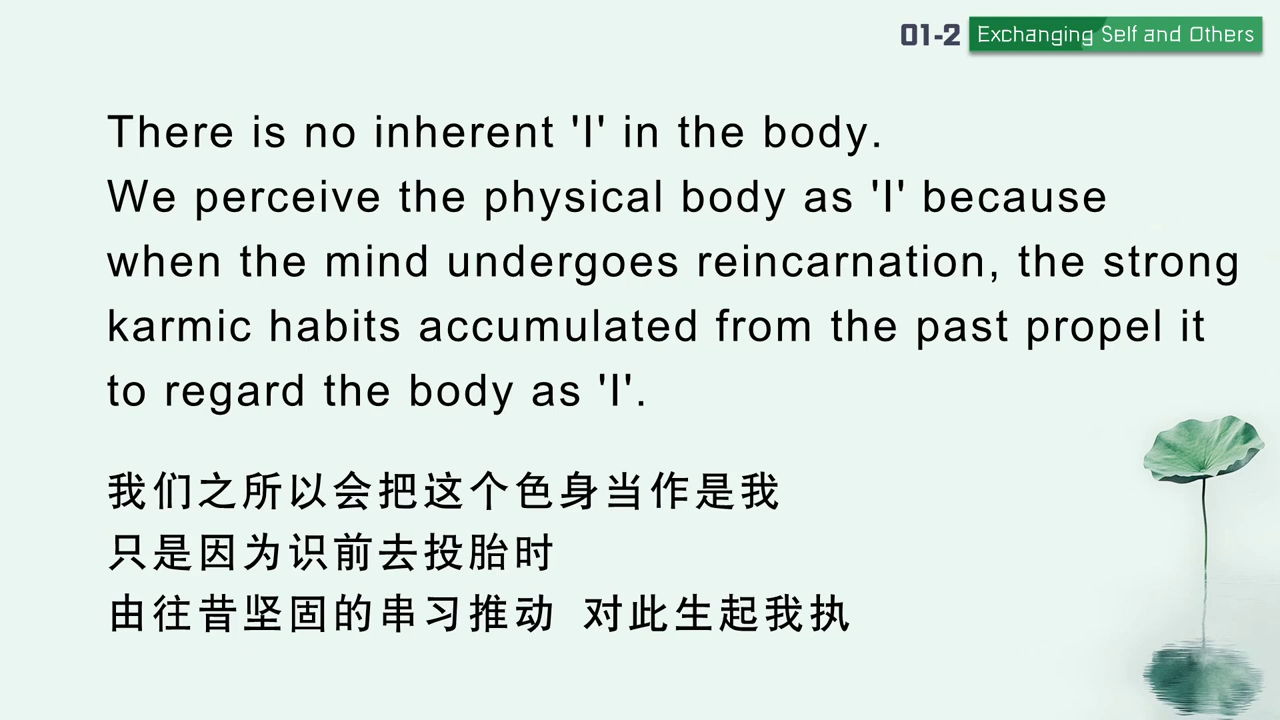 01-2 Exchanging Self and Others
There is no inherent 'I' in the body.
We perceive the physical body as 'I' because
when the mind undergoes reincarnation, the strong
karmic habits accumulated from the past propel it
to regard the body as 'I'.
我们之所以会把这个色身当作是我
只是因为识前去投胎时
由往昔坚固的串习推动 对此生起我执